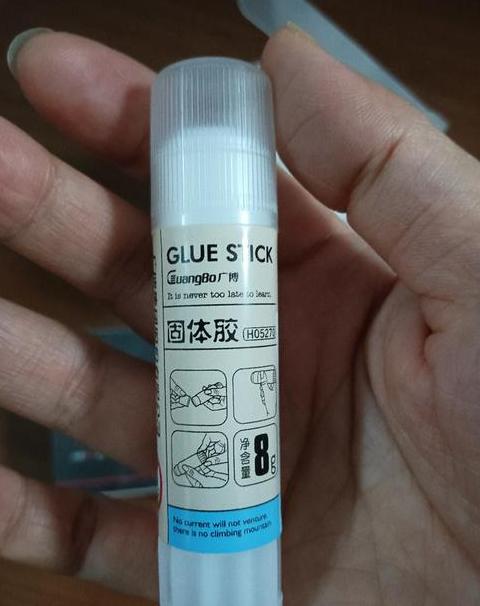 GLUE STICK
GuangBo广博
It is never too late to learn.
固体胶 H05270
净含量 8g
No current will not venture,
there is no climbing mountain